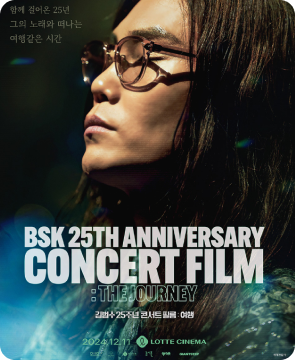 함께 걸어온 25년
그의 노래와 떠나는
여행같은 시간
BSK 25TH ANNIVERSARY
CONCERT FILM
: THE JOURNEY
김범수 25주년 콘서트 필름 : 여행
2024.12.11 LOTTE CINEMA